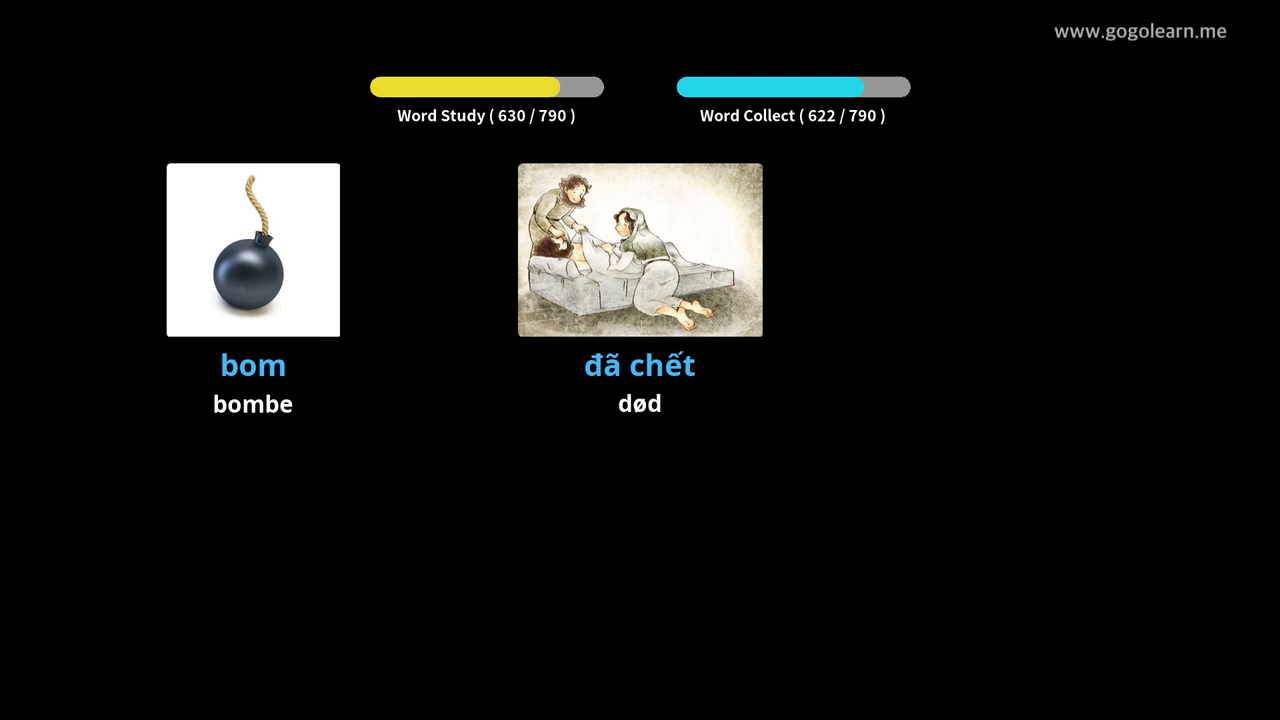 www.gogolearn.me
Word Study ( 630 / 790 )
Word Collect ( 622 / 790 )
bom
bombe
đã chết
død